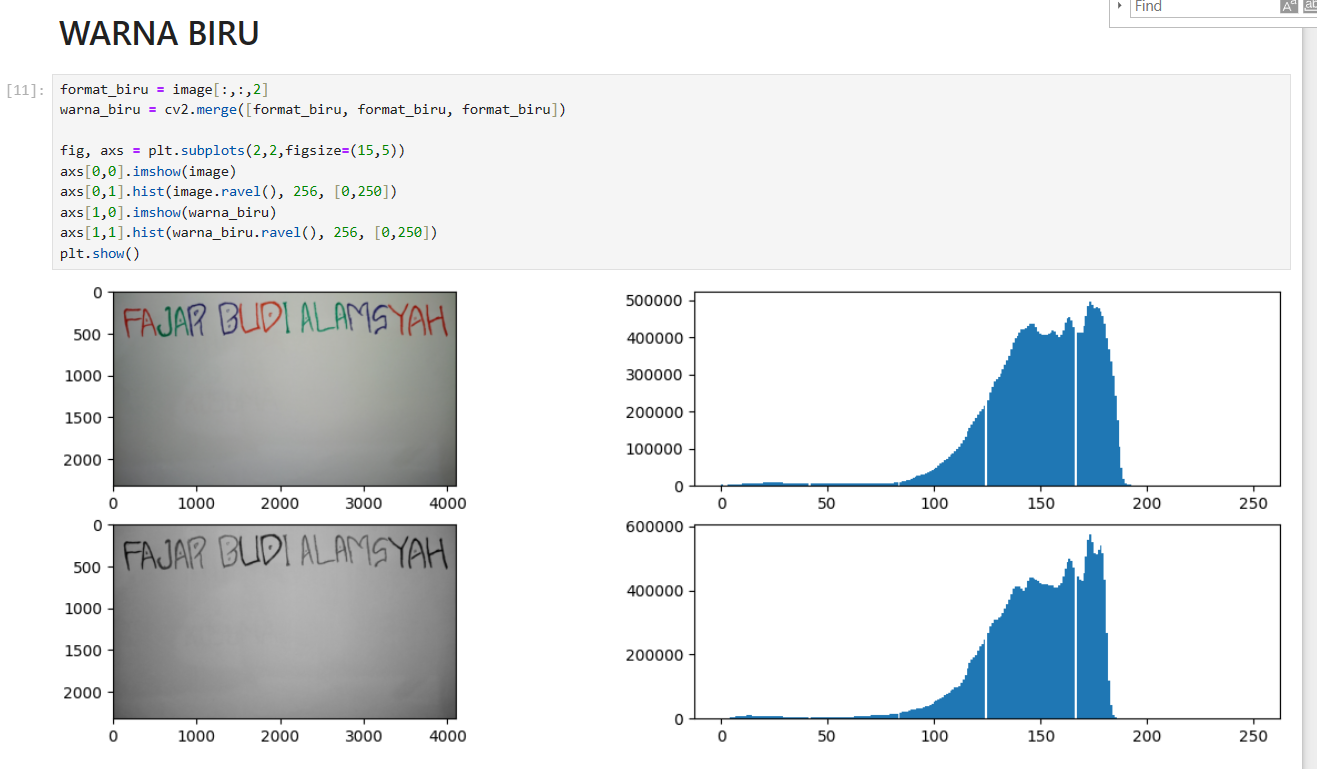 Find
WARNA BIRU
[11]:
format_biru = image[:,:,2]
warna_biru = cv2.merge([format_biru, format_biru, format_biru])
fig, axs = plt.subplots(2,2,figsize=(15,5))
axs[0,0].imshow(image)
axs[0,1].hist(image.ravel(), 256, [0,250])
axs[1,0].imshow(warna_biru)
axs[1,1].hist(warna_biru.ravel(), 256, [0,250])
plt.show()
FAJAR BUDI ALAMSYAH
0
500
1000
1500
2000
0 1000 2000 3000 4000
500000
400000
300000
200000
100000
0
0 50 100 150 200 250
FAJAR BUDI ALAMSYAH
0
500
1000
1500
2000
0 1000 2000 3000 4000
600000
400000
200000
0
0 50 100 150 200 250